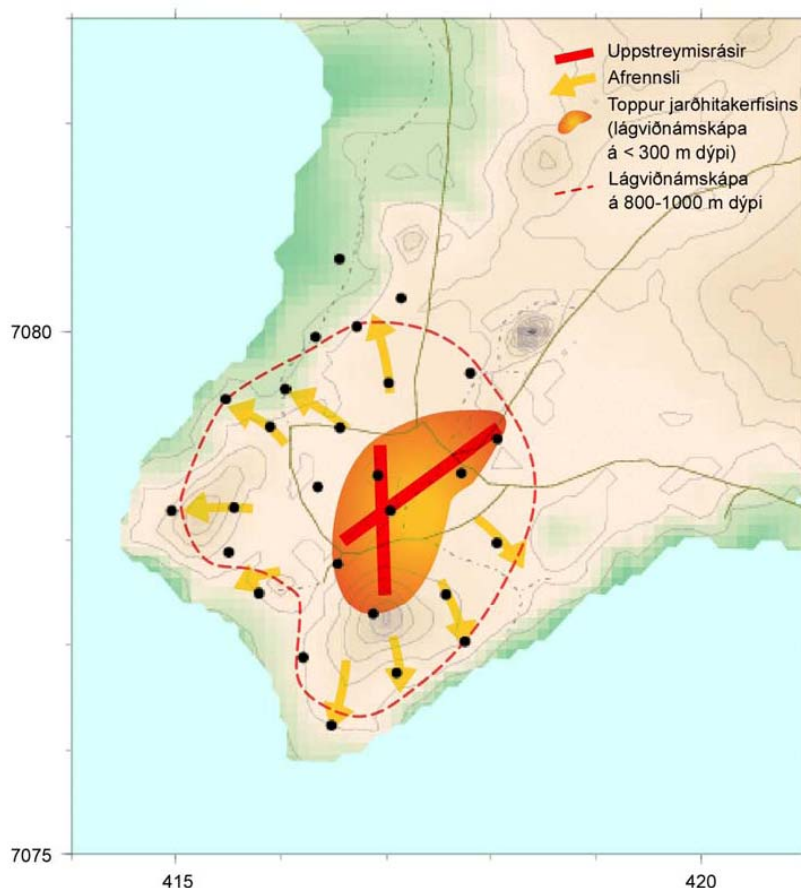 Uppstreymisrásir
Afrennsli
Toppur jarðhitakerfisins
(lágviðnámskápa
á < 300 m dýpi)
Lágviðnámskápa
á 800-1000 m dýpi
7080
7075
415
420